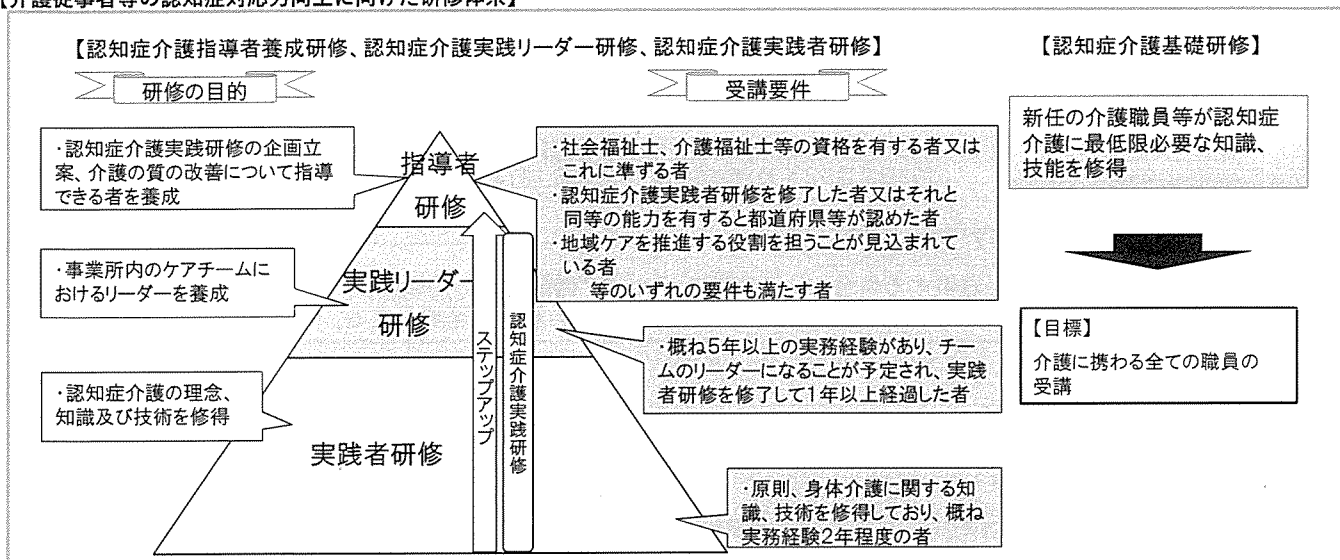 【介護従事者等の認知症対応力向上に向けた研修体系】
【認知症介護指導者養成研修、認知症介護実践リーダー研修、認知症介護実践者研修】
研修の目的
受講要件
・認知症介護実践研修の企画立
案、介護の質の改善について指導
できる者を養成
・事業所内のケアチームに
おけるリーダーを養成
・認知症介護の理念、
知識及び技術を修得
指導者
研修
実践リーダー
研修
実践者研修
ステップアップ
認知症介護実践研修
・社会福祉士、介護福祉士等の資格を有する者又は
これに準ずる者
・認知症介護実践者研修を修了した者又はそれと
同等の能力を有すると都道府県等が認めた者
・地域ケアを推進する役割を担うことが見込まれて
いる者
等のいずれの要件も満たす者
・概ね5年以上の実務経験があり、チー
ムのリーダーになることが予定され、実践
者研修を修了して1年以上経過した者
・原則、身体介護に関する知
識、技術を修得しており、概ね
実務経験2年程度の者
【認知症介護基礎研修】
新任の介護職員等が認知症
介護に最低限必要な知識、
技能を修得
【目標】
介護に携わる全ての職員の
受講